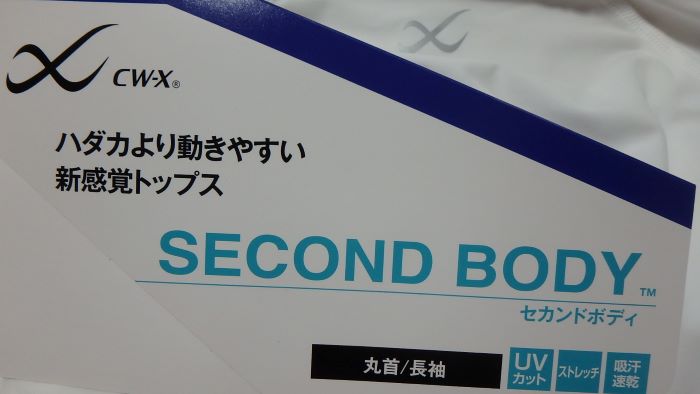 CW-X®
ハダカより動きやすい
新感覚トップス
SECOND BODY™
セカンドボディ
丸首/長袖
UV
カット
ストレッチ
吸汗
速乾